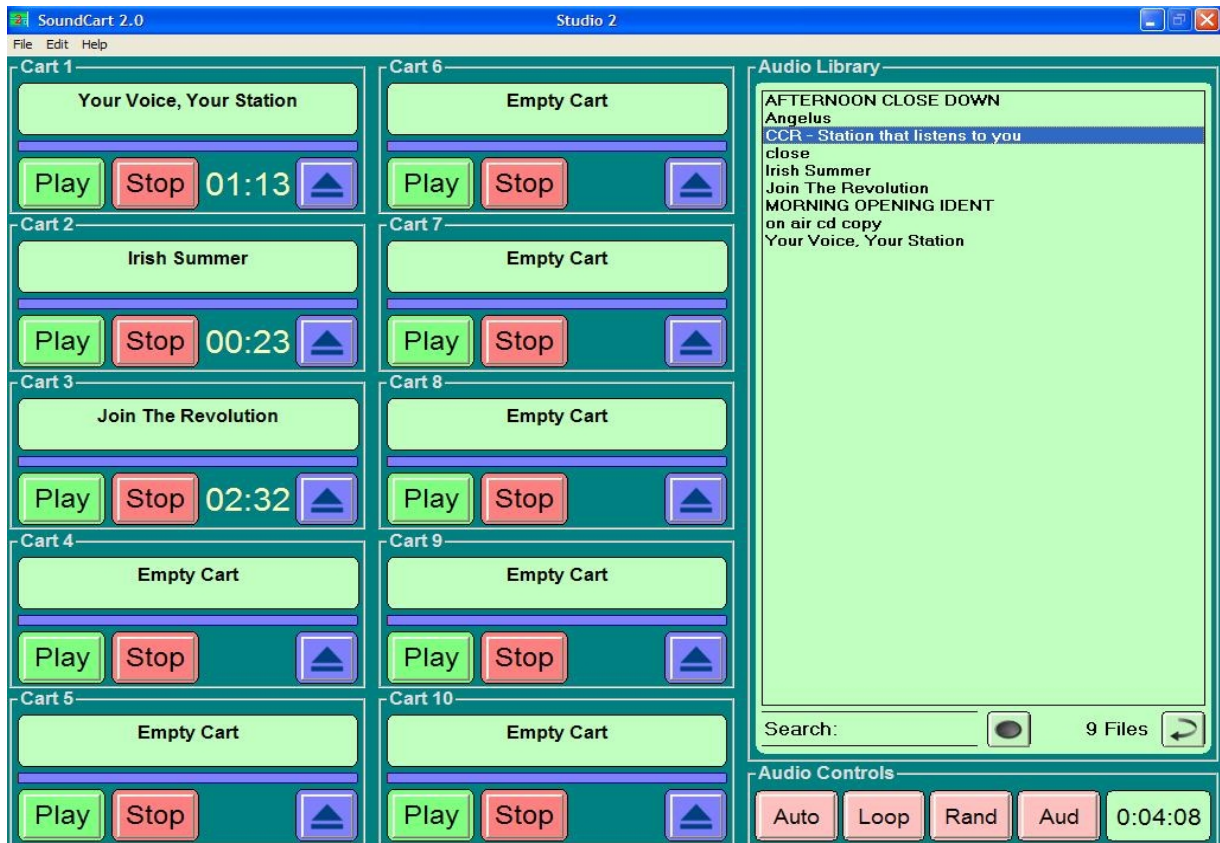 SoundCart 2.0 Studio 2
File Edit Help
Cart 1
Your Voice, Your Station
Play Stop 01:13
Cart 2
Irish Summer
Play Stop 00:23
Cart 3
Join The Revolution
Play Stop 02:32
Cart 4
Empty Cart
Play Stop
Cart 5
Empty Cart
Play Stop
Cart 6
Empty Cart
Play Stop
Cart 7
Empty Cart
Play Stop
Cart 8
Empty Cart
Play Stop
Cart 9
Empty Cart
Play Stop
Cart 10
Empty Cart
Play Stop
Audio Library
AFTERNOON CLOSE DOWN
Angelus
CCR - Station that listens to you
close
Irish Summer
Join The Revolution
MORNING OPENING IDENT
on air cd copy
Your Voice, Your Station
Search: 9 Files
Audio Controls
Auto Loop Rand Aud 0:04:08